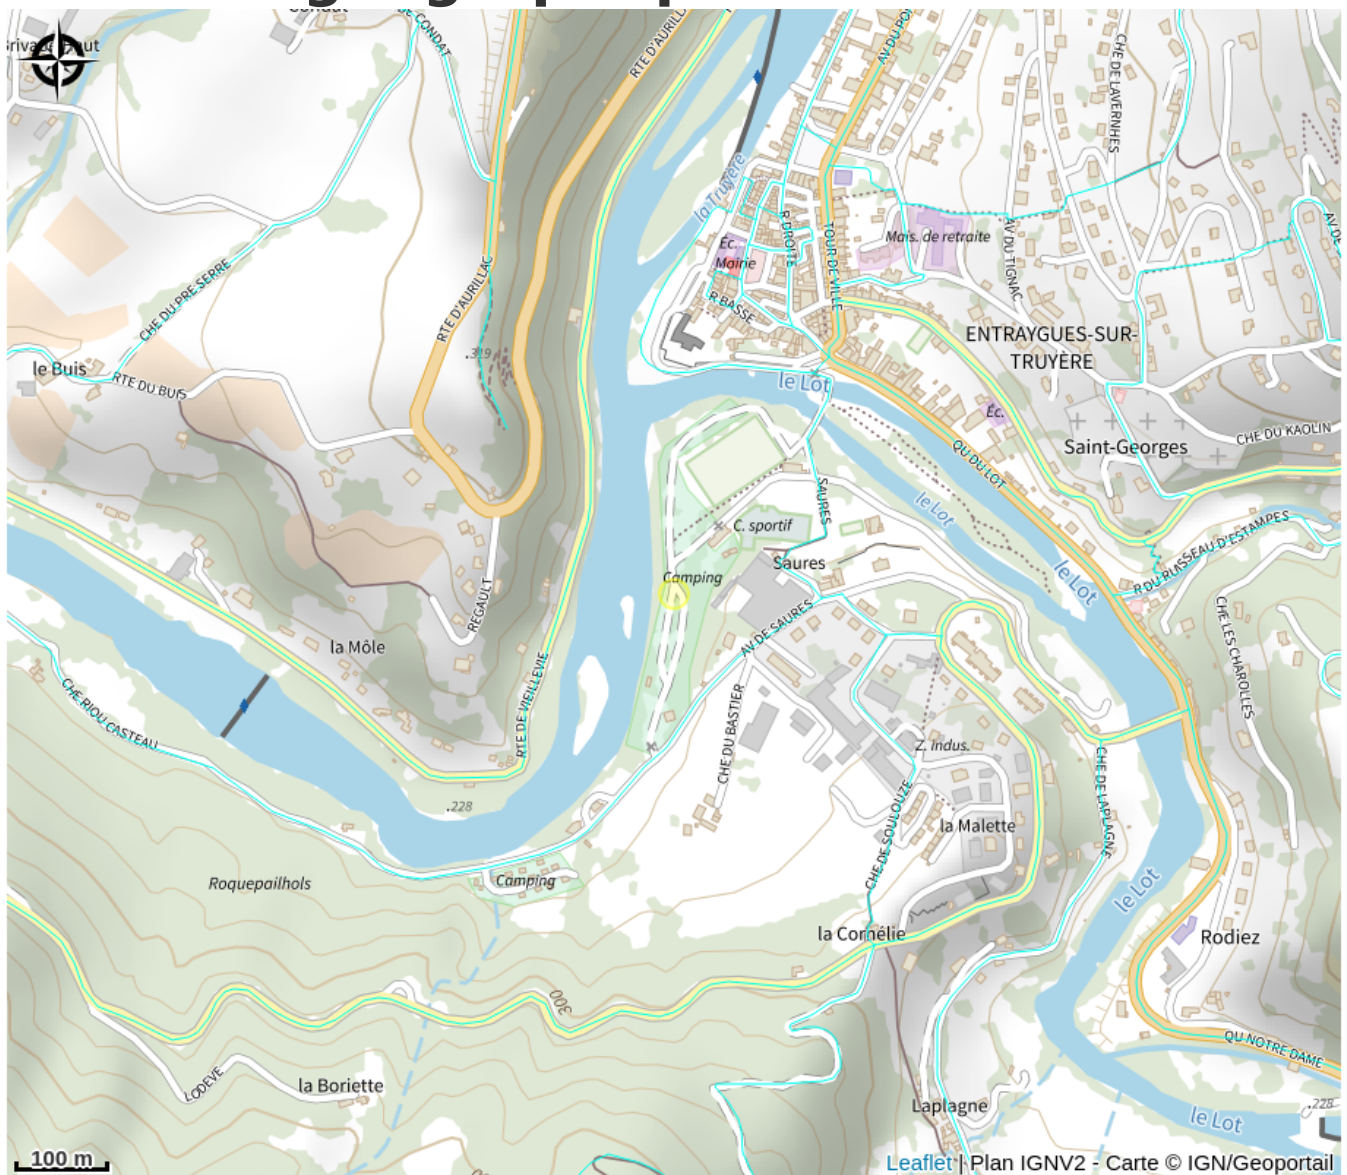 CHE DE LAVERNHES
RTE D'AURILLAC
la Truyère
R DROITE
TOUR DE VILLE
Mais. de retraite
AV DU TIGNAC
Éc.
Mairie
R BASSE
CHE DU PRE SERRE
RTE D'AURILLAC
.319
ENTRAYGUES-SUR-
TRUYÈRE
le Buis
RTE DU BUIS
le Lot
Éc.
Saint-Georges
CHE DU KAOLIN
QU DU LOT
SAURES
le Lot
C. sportif
Saures
Camping
le Lot
REGAULT
la Môle
AV DE SAURES
CHE LES CHAROLLES
CHE RIOU CASTEAU
RTE DE VIEILLEVIE
CHE DU BASTIER
Z. indus.
CHE DE LAPLAGNE
.228
CHE DE SOULOUZE
la Malette
Roquepailhols
Camping
le Lot
la Cornélie
Rodiez
300
QU NOTRE DAME
LODEVE
la Boriette
Laplagne
le Lot
.228
100 m
Leaflet | Plan IGNV2 - Carte © IGN/Geoportail